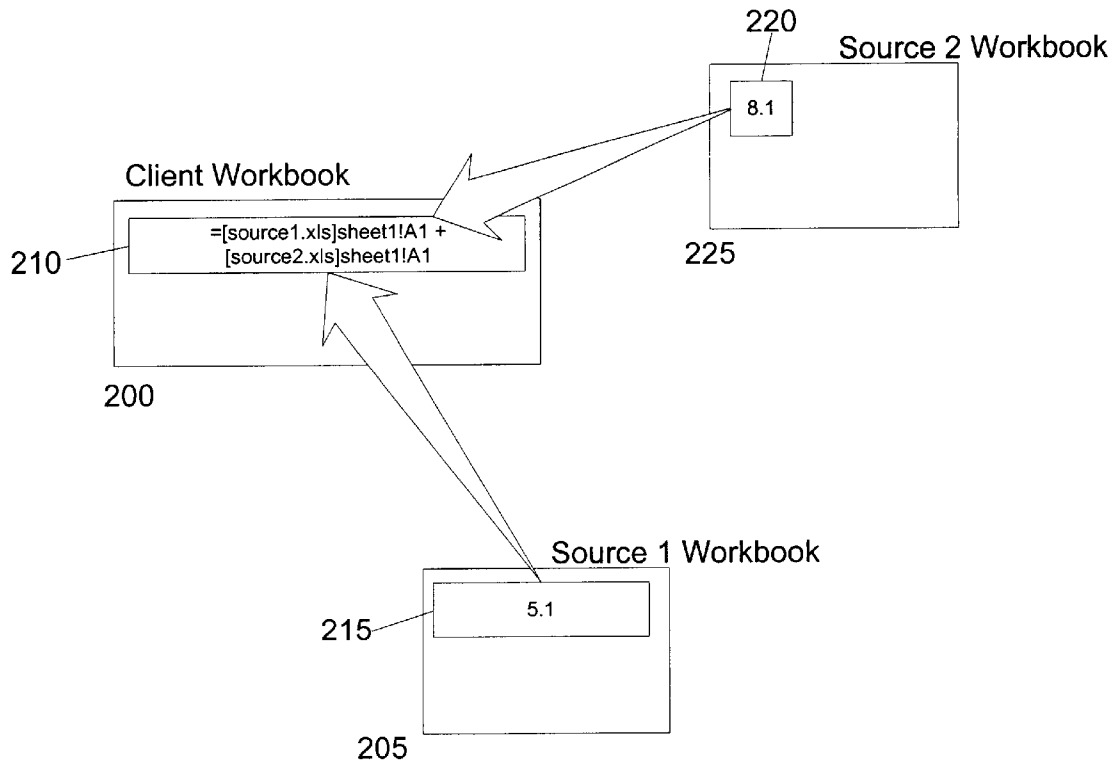 220
Source 2 Workbook
8.1
Client Workbook
=[source1.xls]sheet1!A1 +
[source2.xls]sheet1!A1
210
225
200
Source 1 Workbook
5.1
215
205